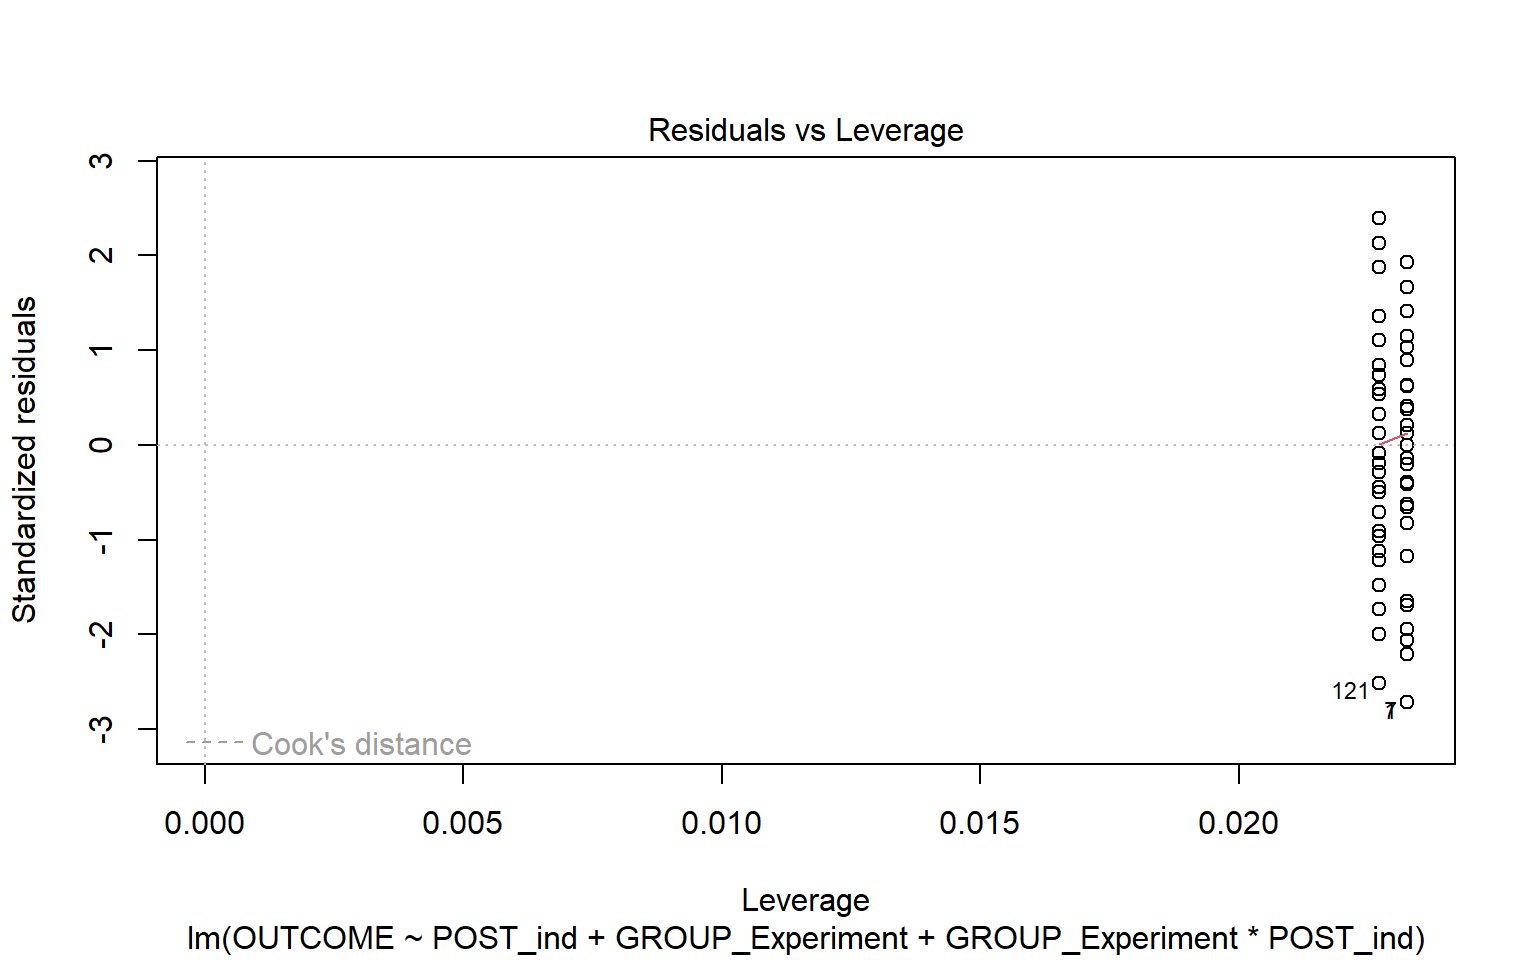 Residuals vs Leverage
Standardized residuals
3
2
1
0
-1
-2
-3
121
Cook's distance
0.000 0.005 0.010 0.015 0.020
Leverage
lm(OUTCOME ~ POST_ind + GROUP_Experiment + GROUP_Experiment * POST_ind)